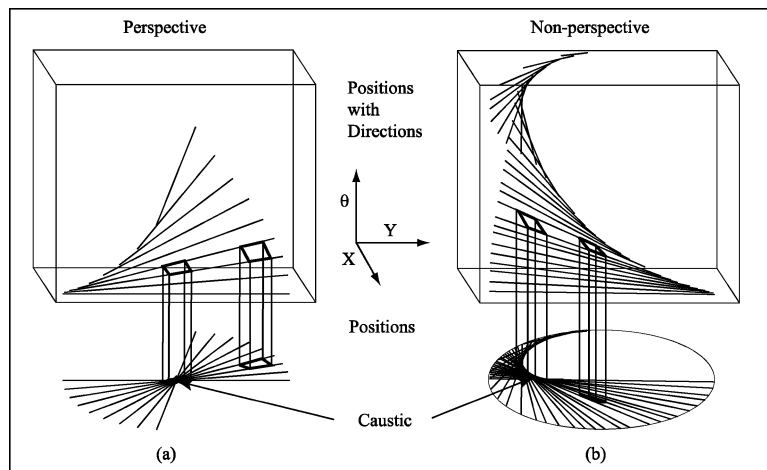 Perspective
Non-perspective
Positions
with
Directions
θ
Y
X
Positions
Caustic
(a)
(b)